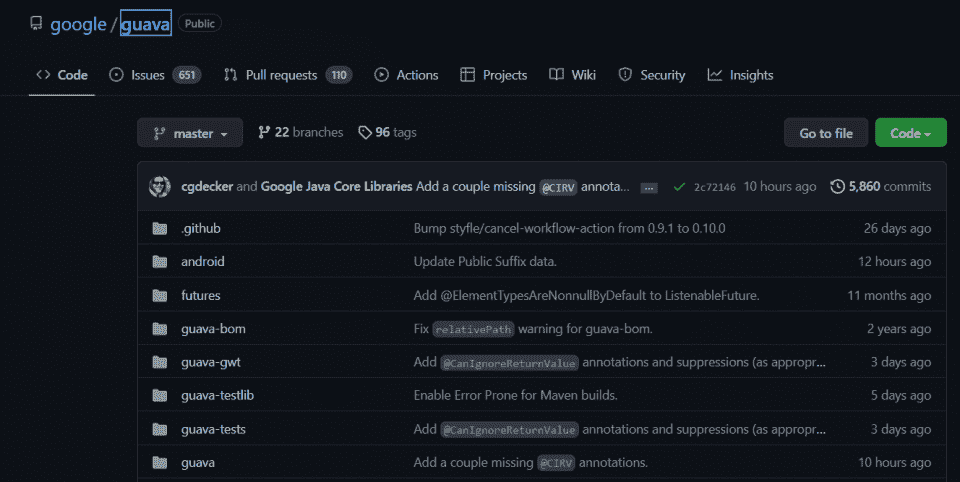 google / guava Public
Code Issues 651 Pull requests 110 Actions Projects Wiki Security Insights
master 22 branches 96 tags Go to file Code
cgdecker and Google Java Core Libraries Add a couple missing @CIRV annota... ... 2c72146 10 hours ago 5,860 commits
.github Bump styfle/cancel-workflow-action from 0.9.1 to 0.10.0 26 days ago
android Update Public Suffix data. 12 hours ago
futures Add @ElementTypesAreNonnullByDefault to ListenableFuture. 11 months ago
guava-bom Fix relativePath warning for guava-bom. 2 years ago
guava-gwt Add @CanIgnoreReturnValue annotations and suppressions (as appropr... 3 days ago
guava-testlib Enable Error Prone for Maven builds. 5 days ago
guava-tests Add @CanIgnoreReturnValue annotations and suppressions (as appropr... 3 days ago
guava Add a couple missing @CIRV annotations. 10 hours ago